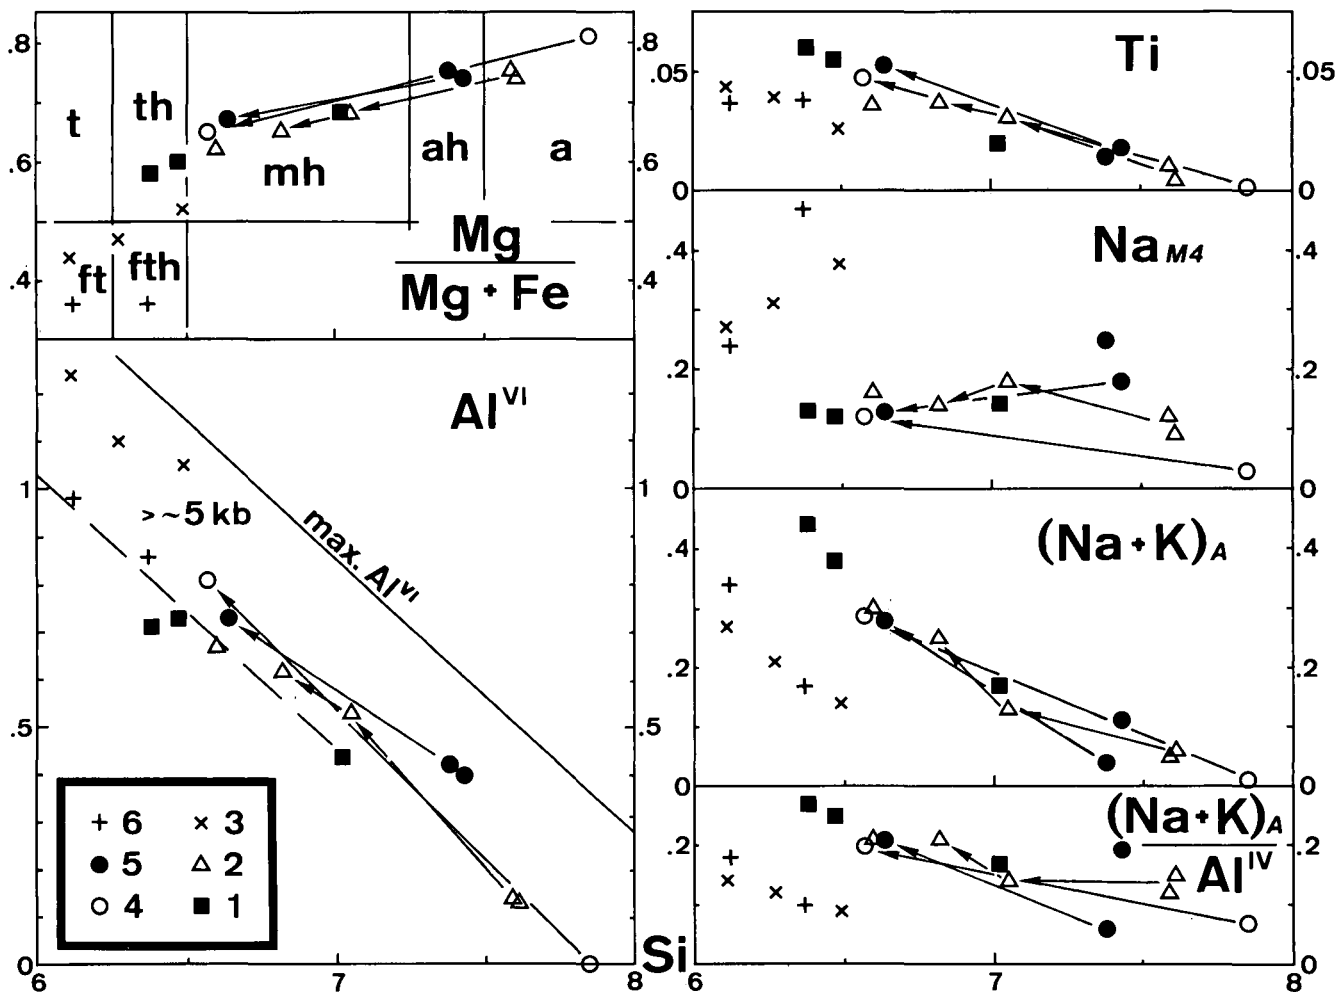 .8
.6
.4
t
th
mh
ah
a
ft
fth
Mg
Mg + Fe
.8
.6
.4
Al VI
>~5 kb
max. Al VI
1
.5
0
1
.5
+ 6 × 3
● 5 △ 2
○ 4 ■ 1
6 7 8
Si
Ti
.05
0
.05
0
Na M4
.4
.2
0
.4
.2
0
(Na+K)A
.4
.2
0
.4
.2
0
(Na+K)A
Al IV
.2
0
.2
0
6 7 8